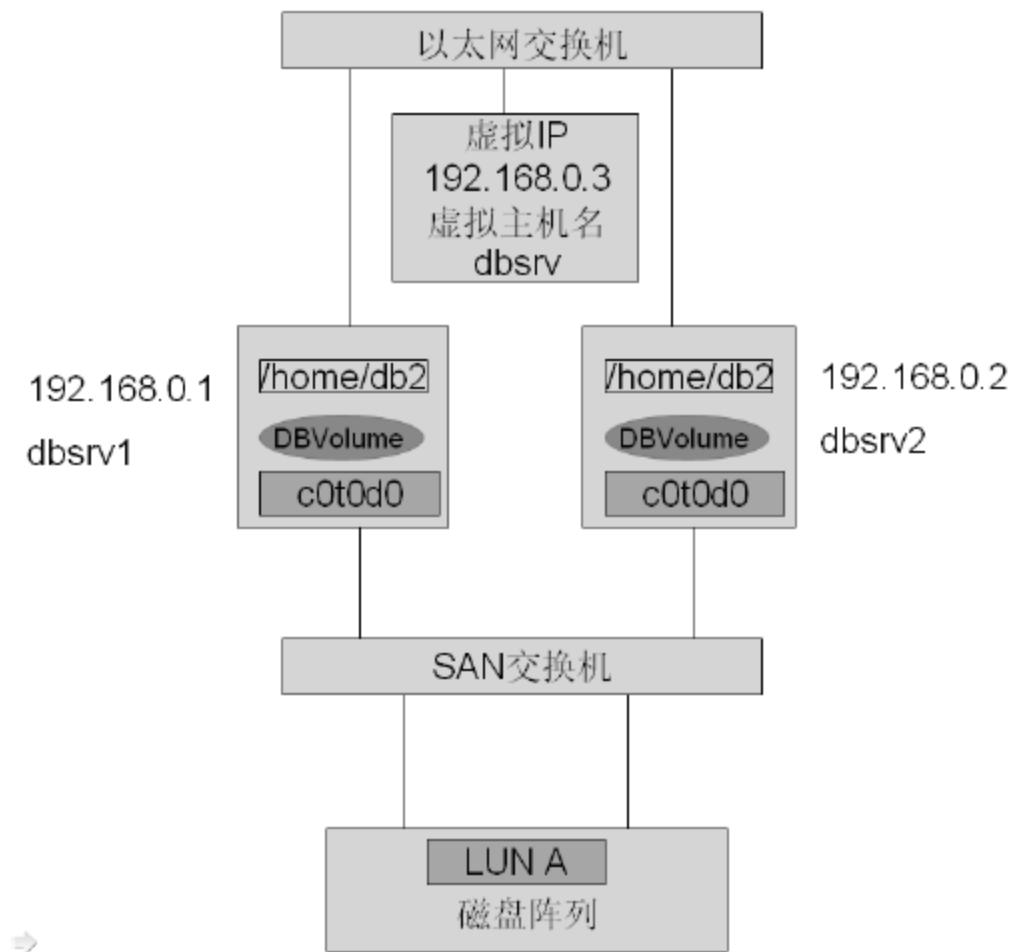 以太网交换机
虚拟IP
192.168.0.3
虚拟主机名
dbsrv
192.168.0.1
dbsrv1
/home/db2
DBVolume
c0t0d0
/home/db2
DBVolume
c0t0d0
192.168.0.2
dbsrv2
SAN交换机
LUN A
磁盘阵列